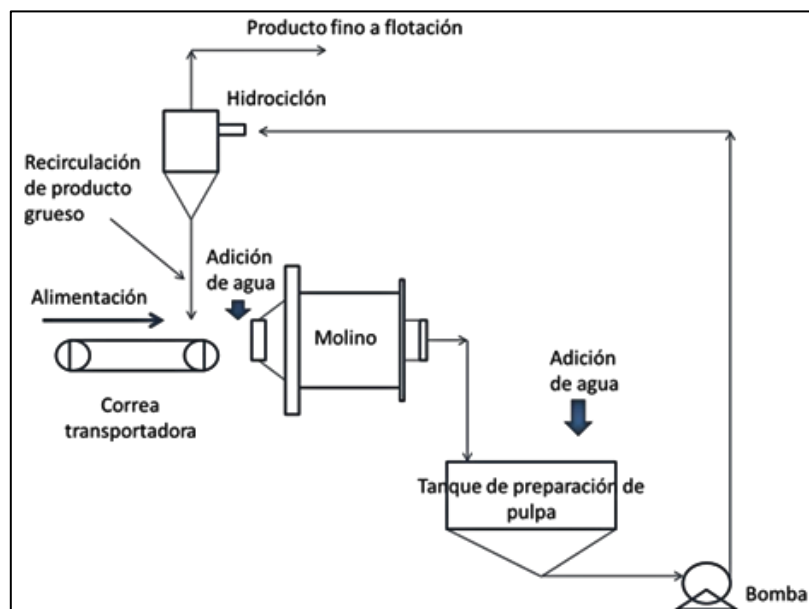 Producto fino a flotación
Hidrociclón
Recirculación
de producto
grueso
Adición
de agua
Alimentación
Molino
Adición
de agua
Correa
transportadora
Tanque de preparación de
pulpa
Bomba